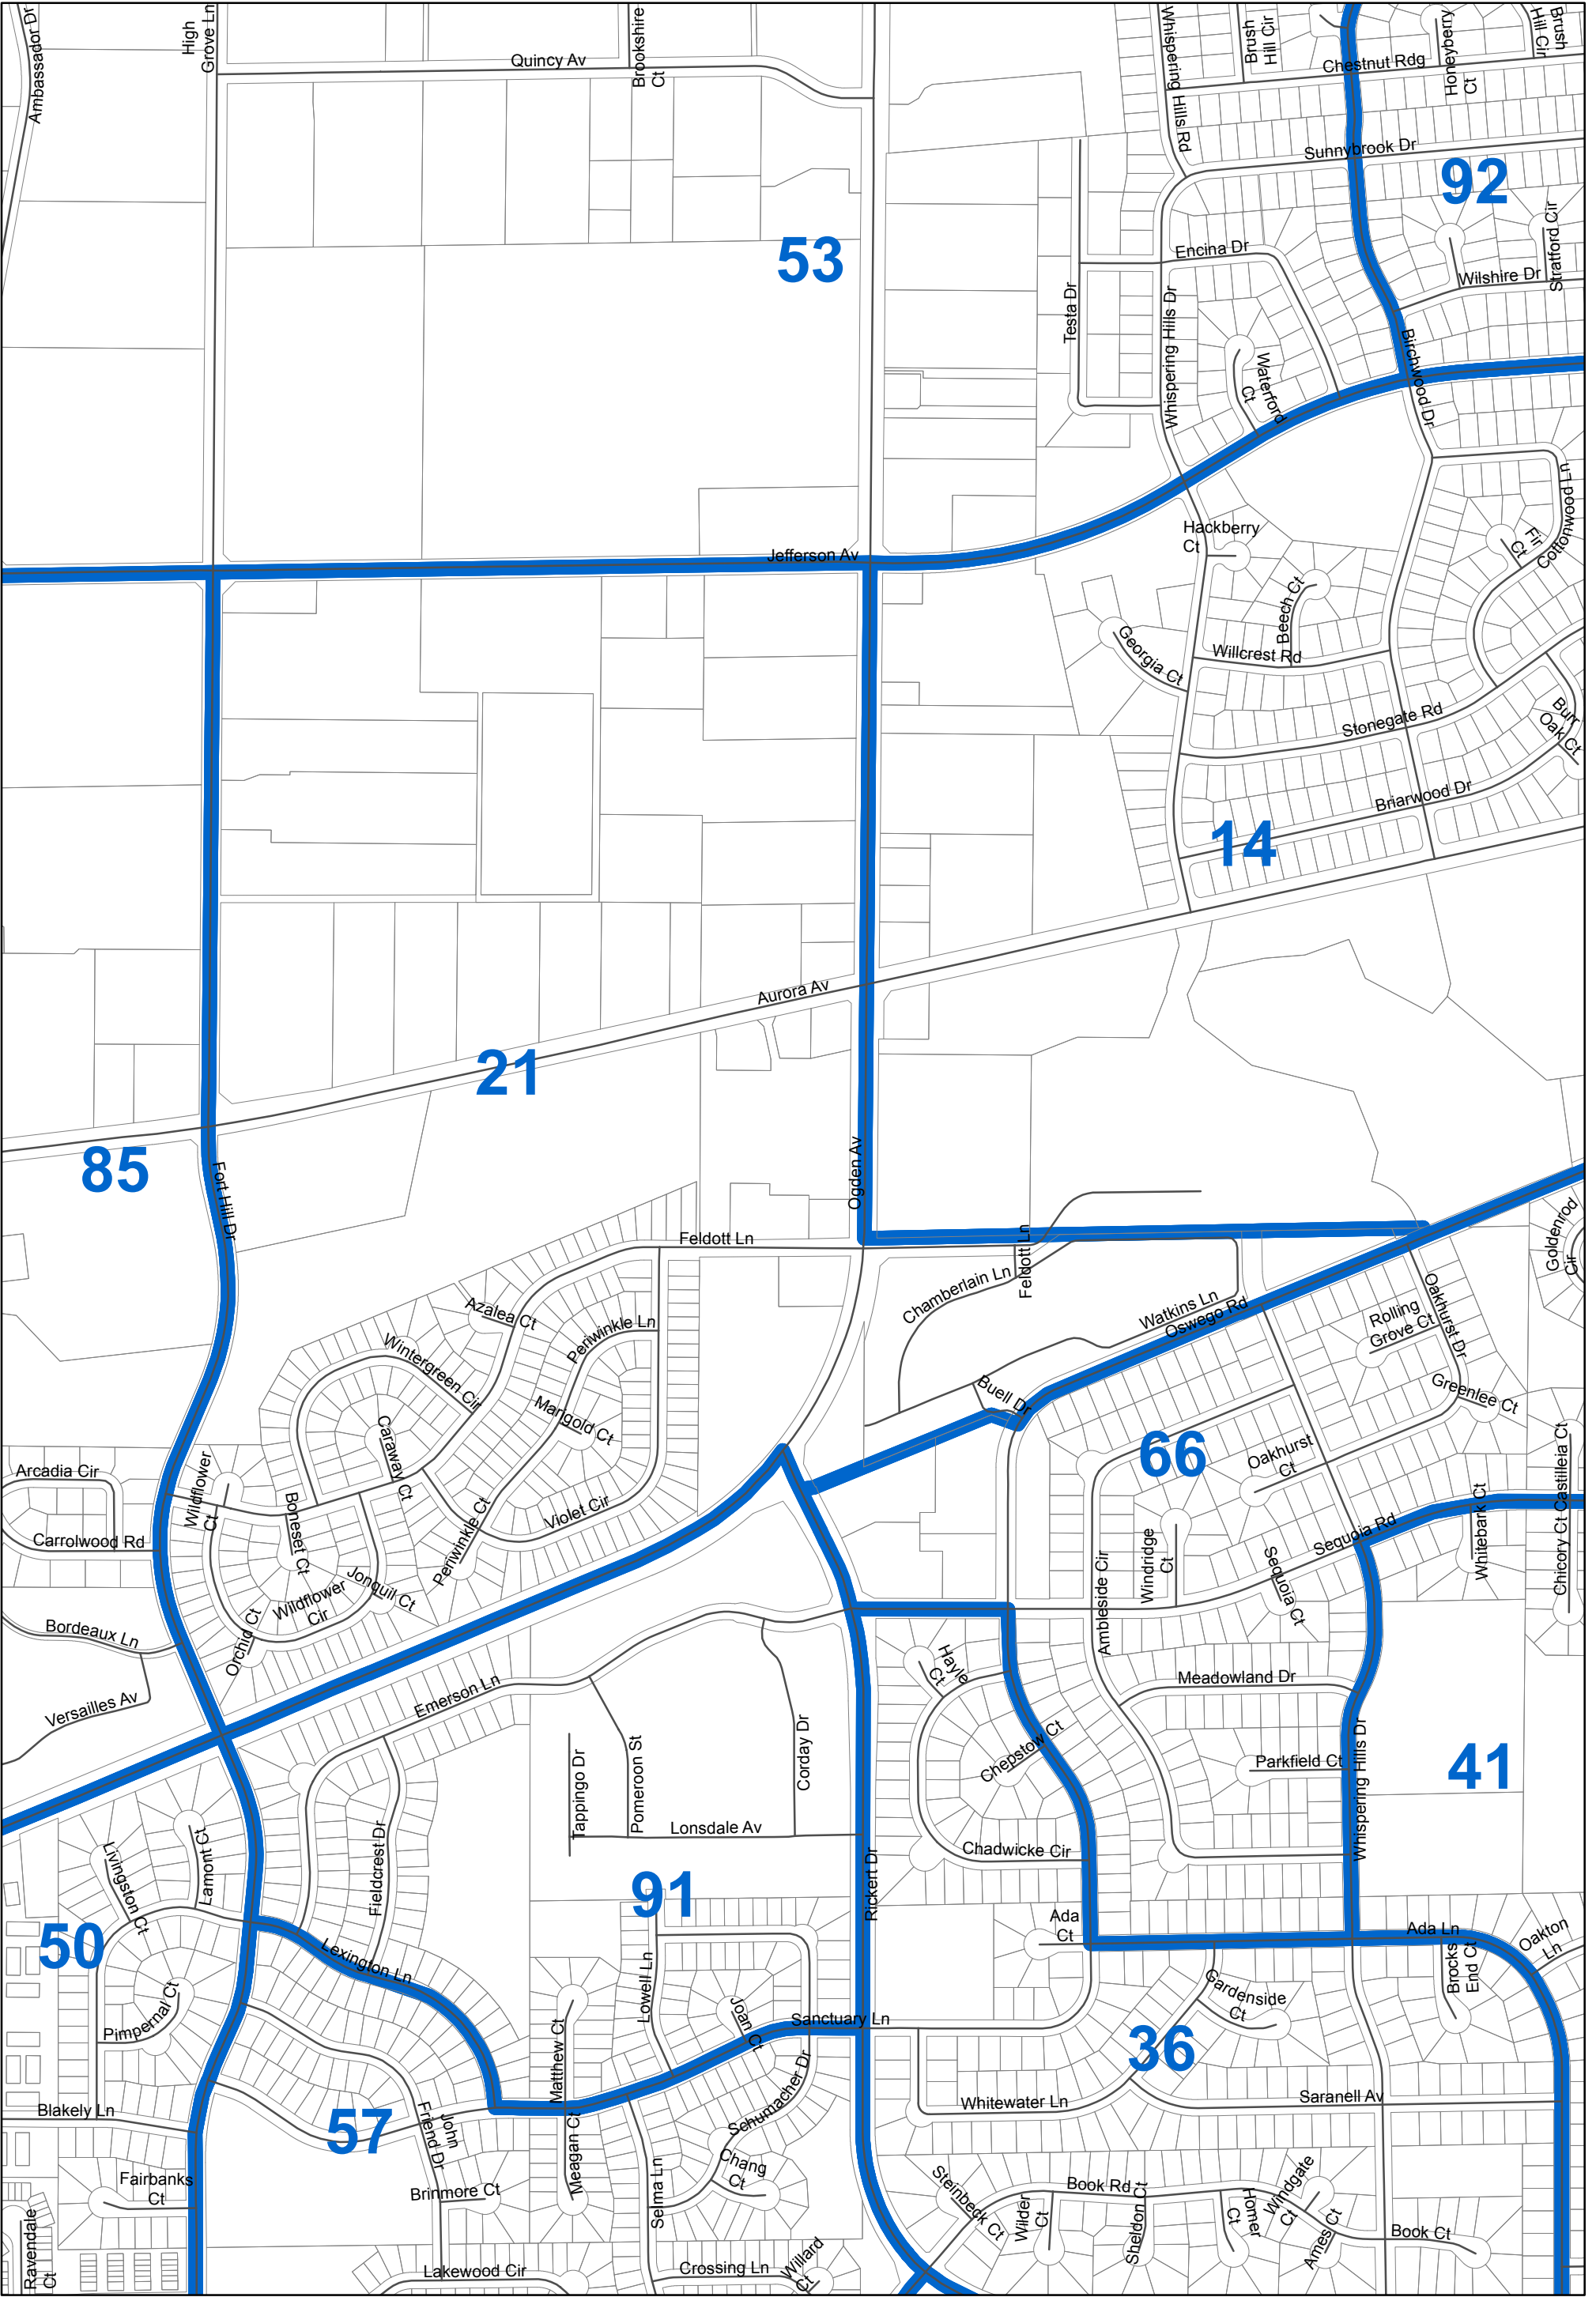 Ambassador Dr
High
Grove Ln
Quincy Av
Brookshire
Ct
Whispering Hills Rd
Brush
Hill Cir
Chestnut Rdg
Honeyberry
Ct
Brush
Hill Cir
Sunnybrook Dr
92
53
Encina Dr
Stratford Cir
Wilshire Dr
Testa Dr
Whispering Hills Dr
Waterford
Ct
Birchwood Dr
Jefferson Av
Hackberry
Ct
Fir
Ct
Cottonwood Ln
Beech Ct
Georgia Ct
Willcrest Rd
Stonegate Rd
Burr
Oak Ct
Briarwood Dr
14
Aurora Av
21
85
Fort Hill Dr
Ogden Av
Feldott Ln
Feldott Ln
Goldenrod
Cir
Chamberlain Ln
Watkins Ln
Oswego Rd
Azalea Ct
Periwinkle Ln
Wintergreen Cir
Rolling
Grove Ct
Oakhurst Dr
Marigold Ct
Caraway Ct
Buell Dr
Greenlee Ct
66
Oakhurst
Ct
Arcadia Cir
Wildflower
Ct
Boneset Ct
Periwinkle Ct
Violet Cir
Carrolwood Rd
Castilleia Ct
Chicory Ct
Whitebark Ct
Sequoia Rd
Windridge
Ct
Sequoia Ct
Ambleside Cir
Jonquil Ct
Wildflower
Cir
Orchid Ct
Bordeaux Ln
Versailles Av
Emerson Ln
Hayle
Ct
Meadowland Dr
Chepstow Ct
Parkfield Ct
Whispering Hills Dr
41
Tappingo Dr
Pomeroon St
Corday Dr
Lonsdale Av
Chadwicke Cir
Rickert Dr
Fieldcrest Dr
Livingston Ct
Lamont Ct
91
50
Ada
Ct
Ada Ln
Oakton
Ln
Brocks
End Ct
Lexington Ln
Lowell Ln
Joan Ct
Sanctuary Ln
Gardenside
Ct
Pimpernal Ct
Matthew Ct
Schumacher Dr
36
Whitewater Ln
Saranell Av
Blakely Ln
57
John
Friend Dr
Meagan Ct
Selma Ln
Chang
Ct
Fairbanks
Ct
Brinmore Ct
Steinbeck Ct
Wilder
Ct
Book Rd
Sheldon Ct
Homer
Ct
Windgate
Ct
Ames Ct
Book Ct
Ravendale
Ct
Lakewood Cir
Crossing Ln
Willard
Ct